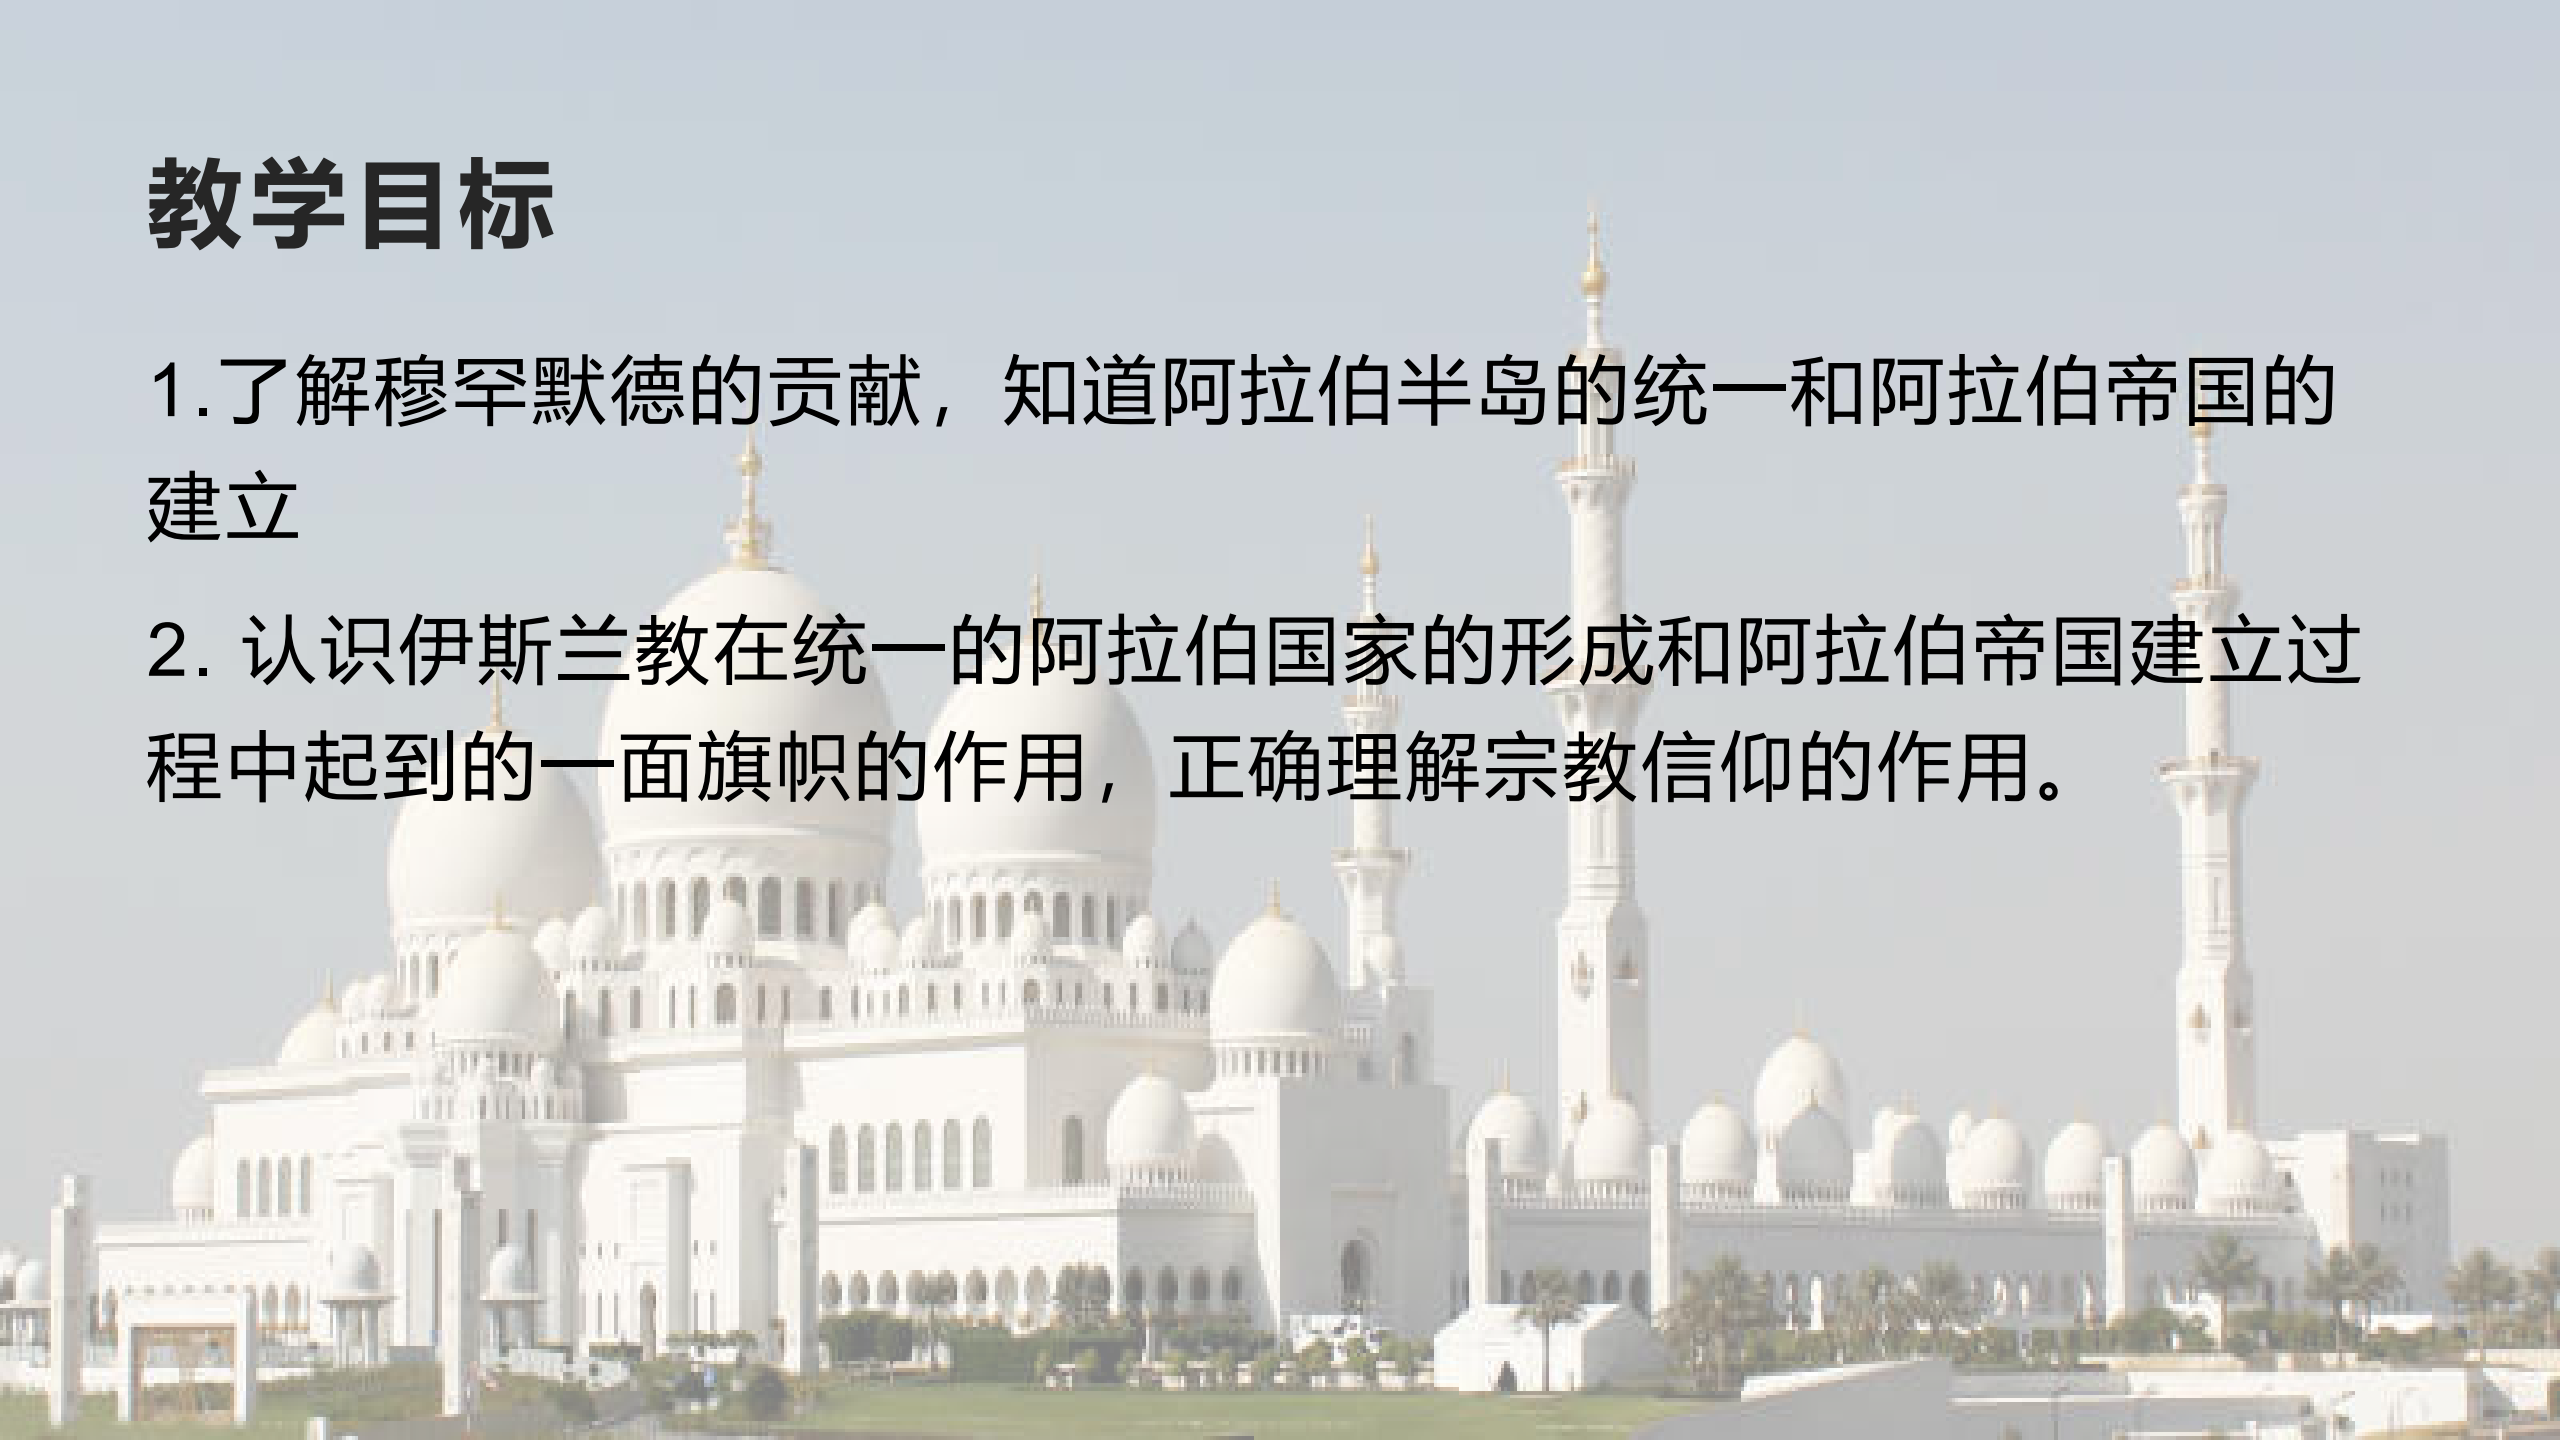 教学目标
1.了解穆罕默德的贡献，知道阿拉伯半岛的统一和阿拉伯帝国的
建立
2. 认识伊斯兰教在统一的阿拉伯国家的形成和阿拉伯帝国建立过
程中起到的一面旗帜的作用，正确理解宗教信仰的作用。